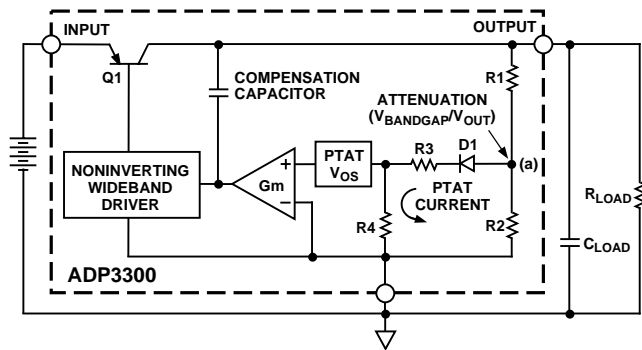 INPUT
OUTPUT
Q1
COMPENSATION
CAPACITOR
ATTENUATION
(VBANDGAP/VOUT)
R1
R3
D1
(a)
PTAT
VOS
NONINVERTING
WIDEBAND
DRIVER
Gm
+
−
PTAT
CURRENT
R4
R2
RLOAD
CLOAD
ADP3300